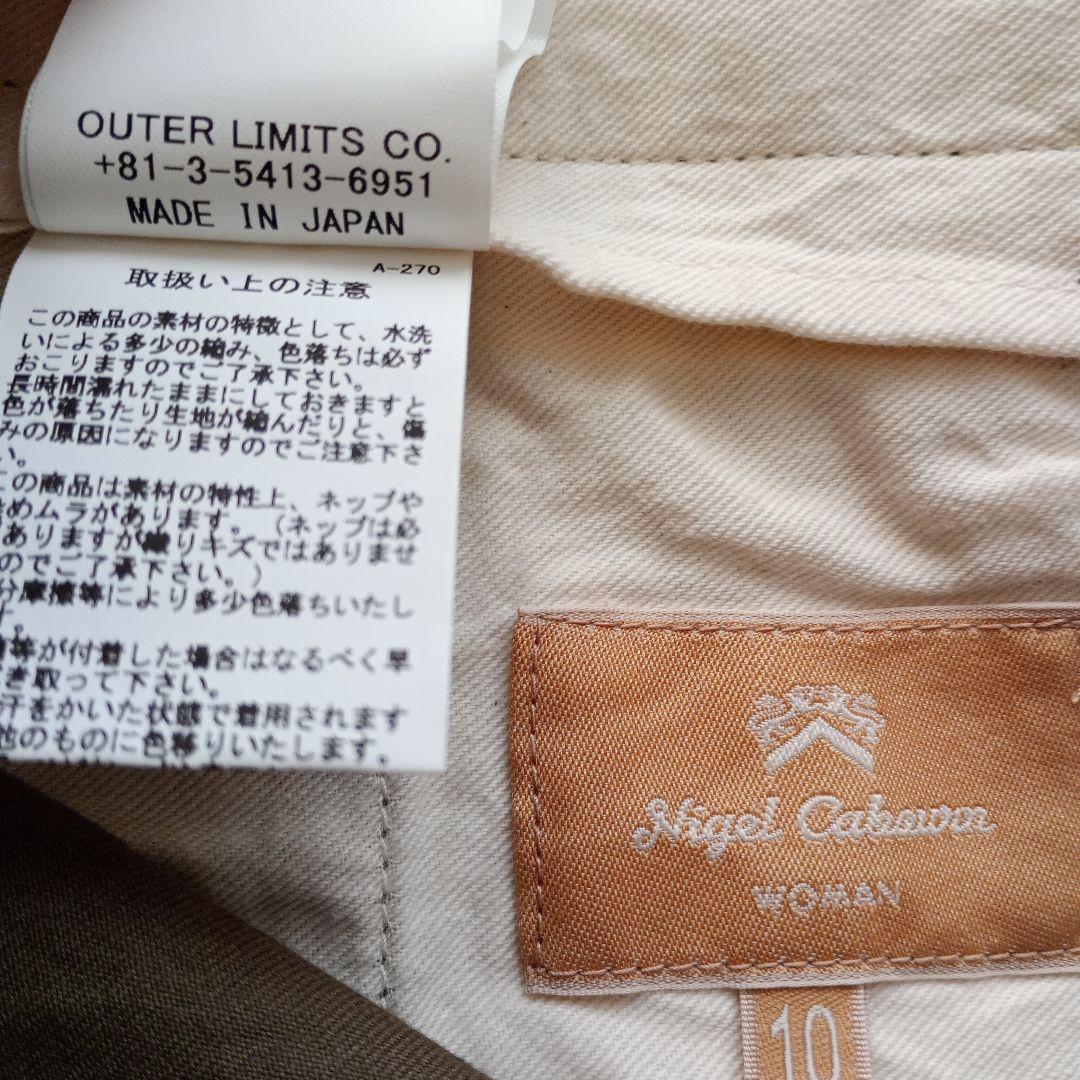 OUTER LIMITS CO.
+81-3-5413-6951
MADE IN JAPAN
A-270
取扱い上の注意
この商品の素材の特徴として、水洗
いによる多少の縮み、色落ちは必ず
おこりますのでご了承下さい。
長時間濡れたままにしておきますと
色が落ちたり生地が縮んだりと、傷
みの原因になりますのでご注意下さ
い。
この商品は素材の特性上、ネップや
染めムラがあります。（ネップは必
ありますが織りキズではありませ
のでご了承下さい。）
分摩擦等により多少色落ちいたし
す。
等が付着した場合はなるべく早
き取って下さい。
汗をかいた状態で着用されます
他のものに色移りいたします。
Nigel Cabourn
WOMAN
10